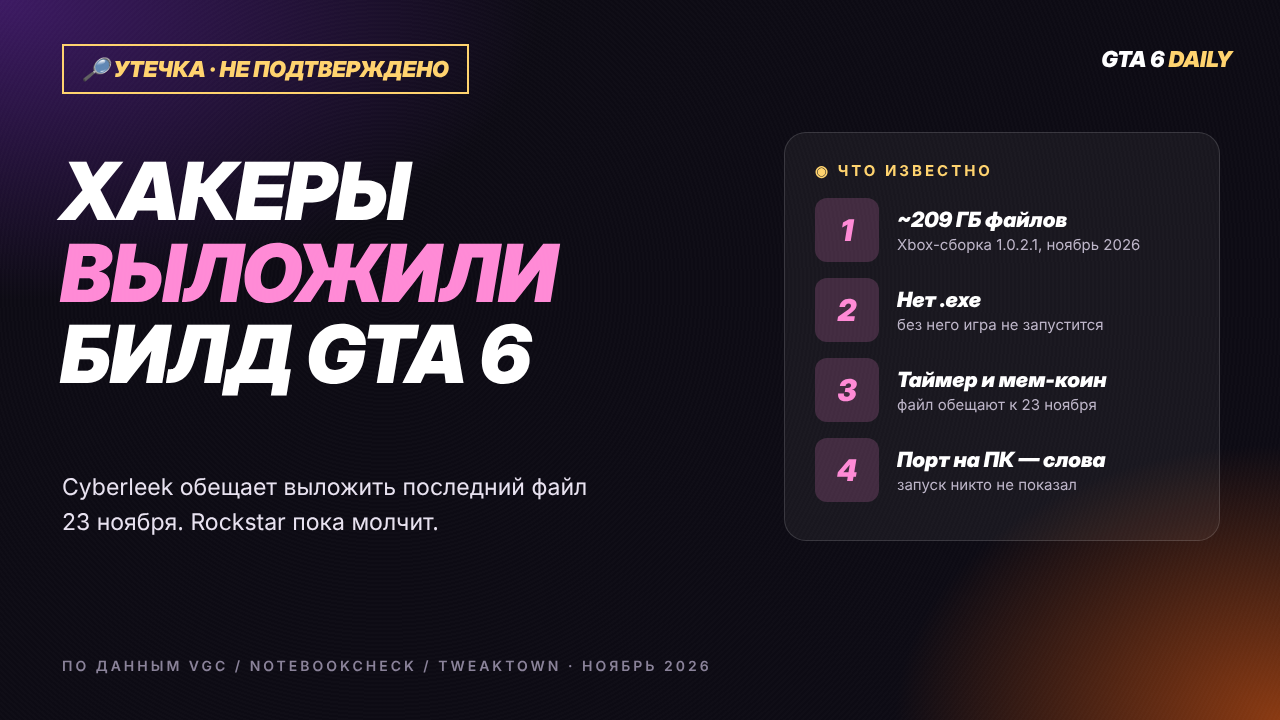 🔎 УТЕЧКА · НЕ ПОДТВЕРЖДЕНО
GTA 6 DAILY
ХАКЕРЫ
ВЫЛОЖИЛИ
БИЛД GTA 6
Cyberleek обещает выложить последний файл
23 ноября. Rockstar пока молчит.
◉ ЧТО ИЗВЕСТНО
1
~209 ГБ файлов
Xbox-сборка 1.0.2.1, ноябрь 2026
2
Нет .exe
без него игра не запустится
3
Таймер и мем-коин
файл обещают к 23 ноября
4
Порт на ПК — слова
запуск никто не показал
ПО ДАННЫМ VGC / NOTEBOOKCHECK / TWEAKTOWN · НОЯБРЬ 2026